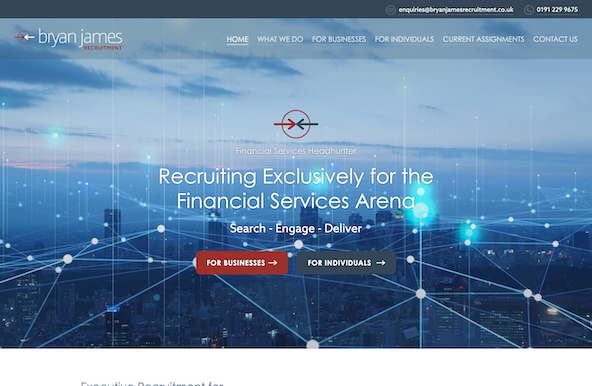 enquiries@bryanjamesrecruitment.co.uk 0191 229 9675
bryan james
RECRUITMENT
HOME WHAT WE DO FOR BUSINESSES FOR INDIVIDUALS CURRENT ASSIGNMENTS CONTACT US
Financial Services Headhunter
Recruiting Exclusively for the
Financial Services Arena
Search - Engage - Deliver
FOR BUSINESSES
FOR INDIVIDUALS
Executive Recruitment for